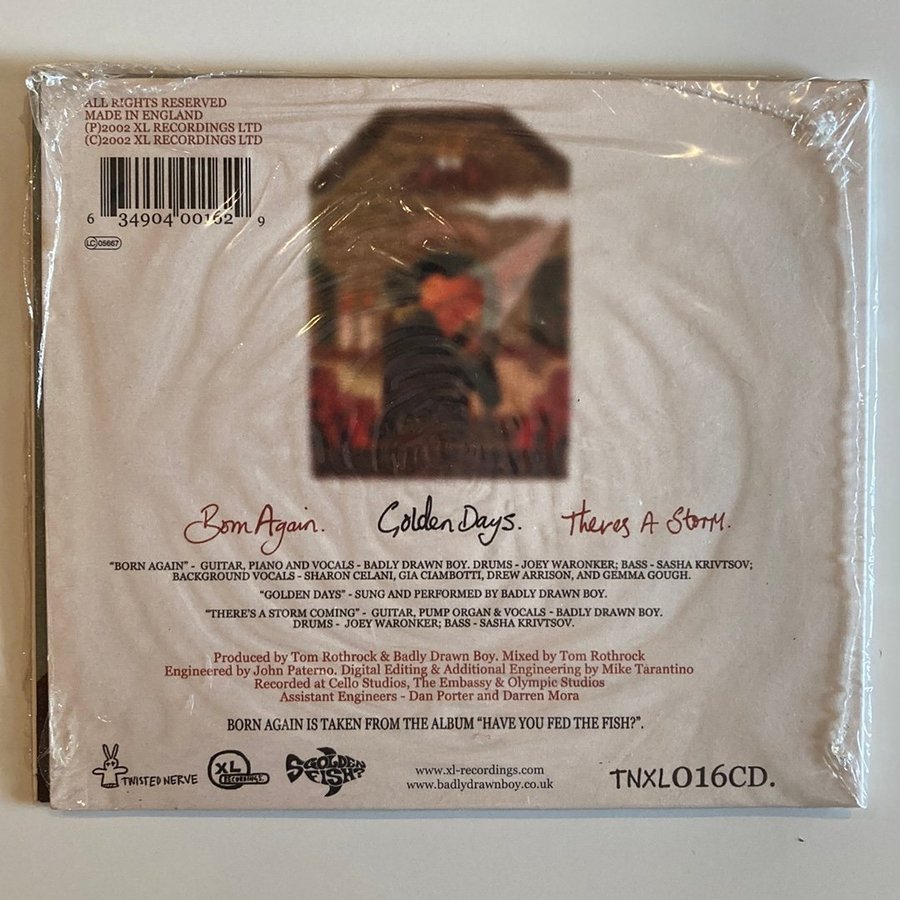 ALL RIGHTS RESERVED
MADE IN ENGLAND
(P)2002 XL RECORDINGS LTD
(C)2002 XL RECORDINGS LTD
6 34904 00162 9
LC 05667
Born Again. Golden Days. Theres A Storm.
"BORN AGAIN" - GUITAR, PIANO AND VOCALS - BADLY DRAWN BOY. DRUMS - JOEY WARONKER; BASS - SASHA KRIVTSOV;
BACKGROUND VOCALS - SHARON CELANI, GIA CIAMBOTTI, DREW ARRISON, AND GEMMA GOUGH.
"GOLDEN DAYS" - SUNG AND PERFORMED BY BADLY DRAWN BOY.
"THERE'S A STORM COMING" - GUITAR, PUMP ORGAN & VOCALS - BADLY DRAWN BOY.
DRUMS - JOEY WARONKER; BASS - SASHA KRIVTSOV.
Produced by Tom Rothrock & Badly Drawn Boy. Mixed by Tom Rothrock
Engineered by John Paterno. Digital Editing & Additional Engineering by Mike Tarantino
Recorded at Cello Studios, The Embassy & Olympic Studios
Assistant Engineers - Dan Porter and Darren Mora
BORN AGAIN IS TAKEN FROM THE ALBUM "HAVE YOU FED THE FISH?".
TWISTED NERVE
XL
RECORDINGS
GOLDEN
FISH?
www.xl-recordings.com
www.badlydrawnboy.co.uk
TNXL016CD.